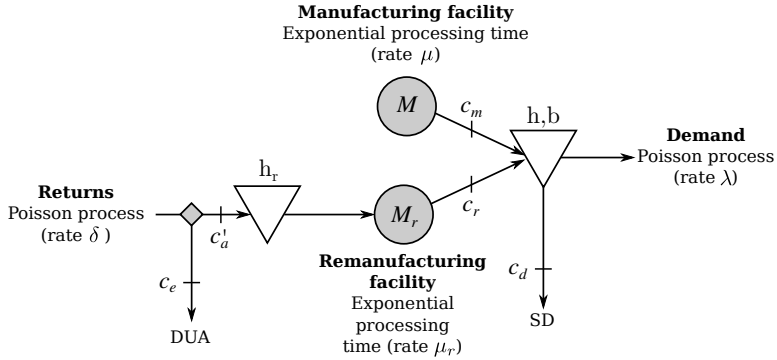 Manufacturing facility
Exponential processing time
(rate μ)
M
c_m
h,b
Demand
Poisson process
(rate λ)
h_r
Returns
Poisson process
(rate δ )
c'_a
M_r
c_r
Remanufacturing
facility
Exponential
processing
time (rate μ_r)
c_e
DUA
c_d
SD